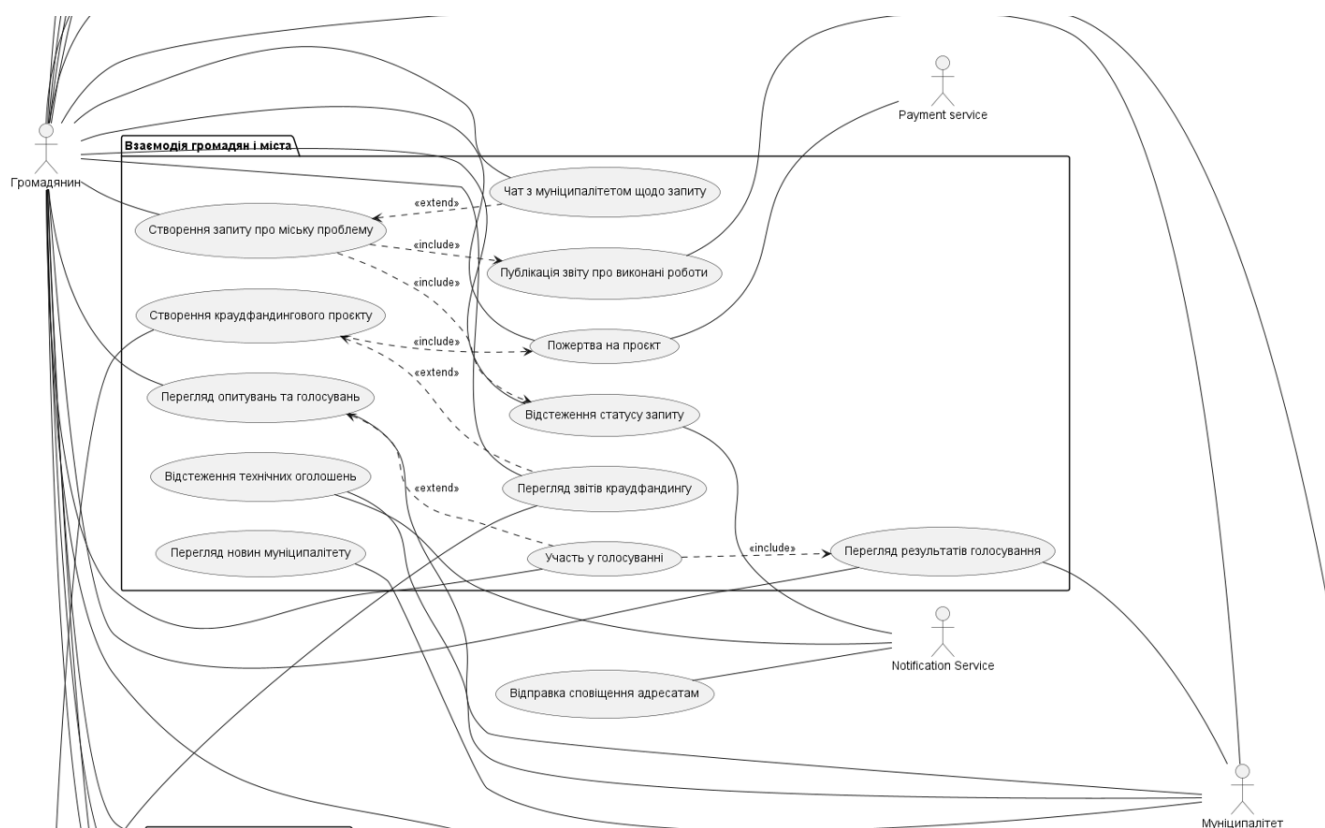 Payment service
Громадянин
Взаємодія громадян і міста
Чат з муніципалітетом щодо запиту
«extend»
Створення запиту про міську проблему
«include»
Публікація звіту про виконані роботи
«include»
Створення краудфандингового проєкту
«include»
Пожертва на проєкт
«extend»
Перегляд опитувань та голосувань
Відстеження статусу запиту
Відстеження технічних оголошень
«extend»
Перегляд звітів краудфандингу
Перегляд новин муніципалітету
Участь у голосуванні
«include»
Перегляд результатів голосування
Notification Service
Відправка сповіщення адресатам
Муніципалітет